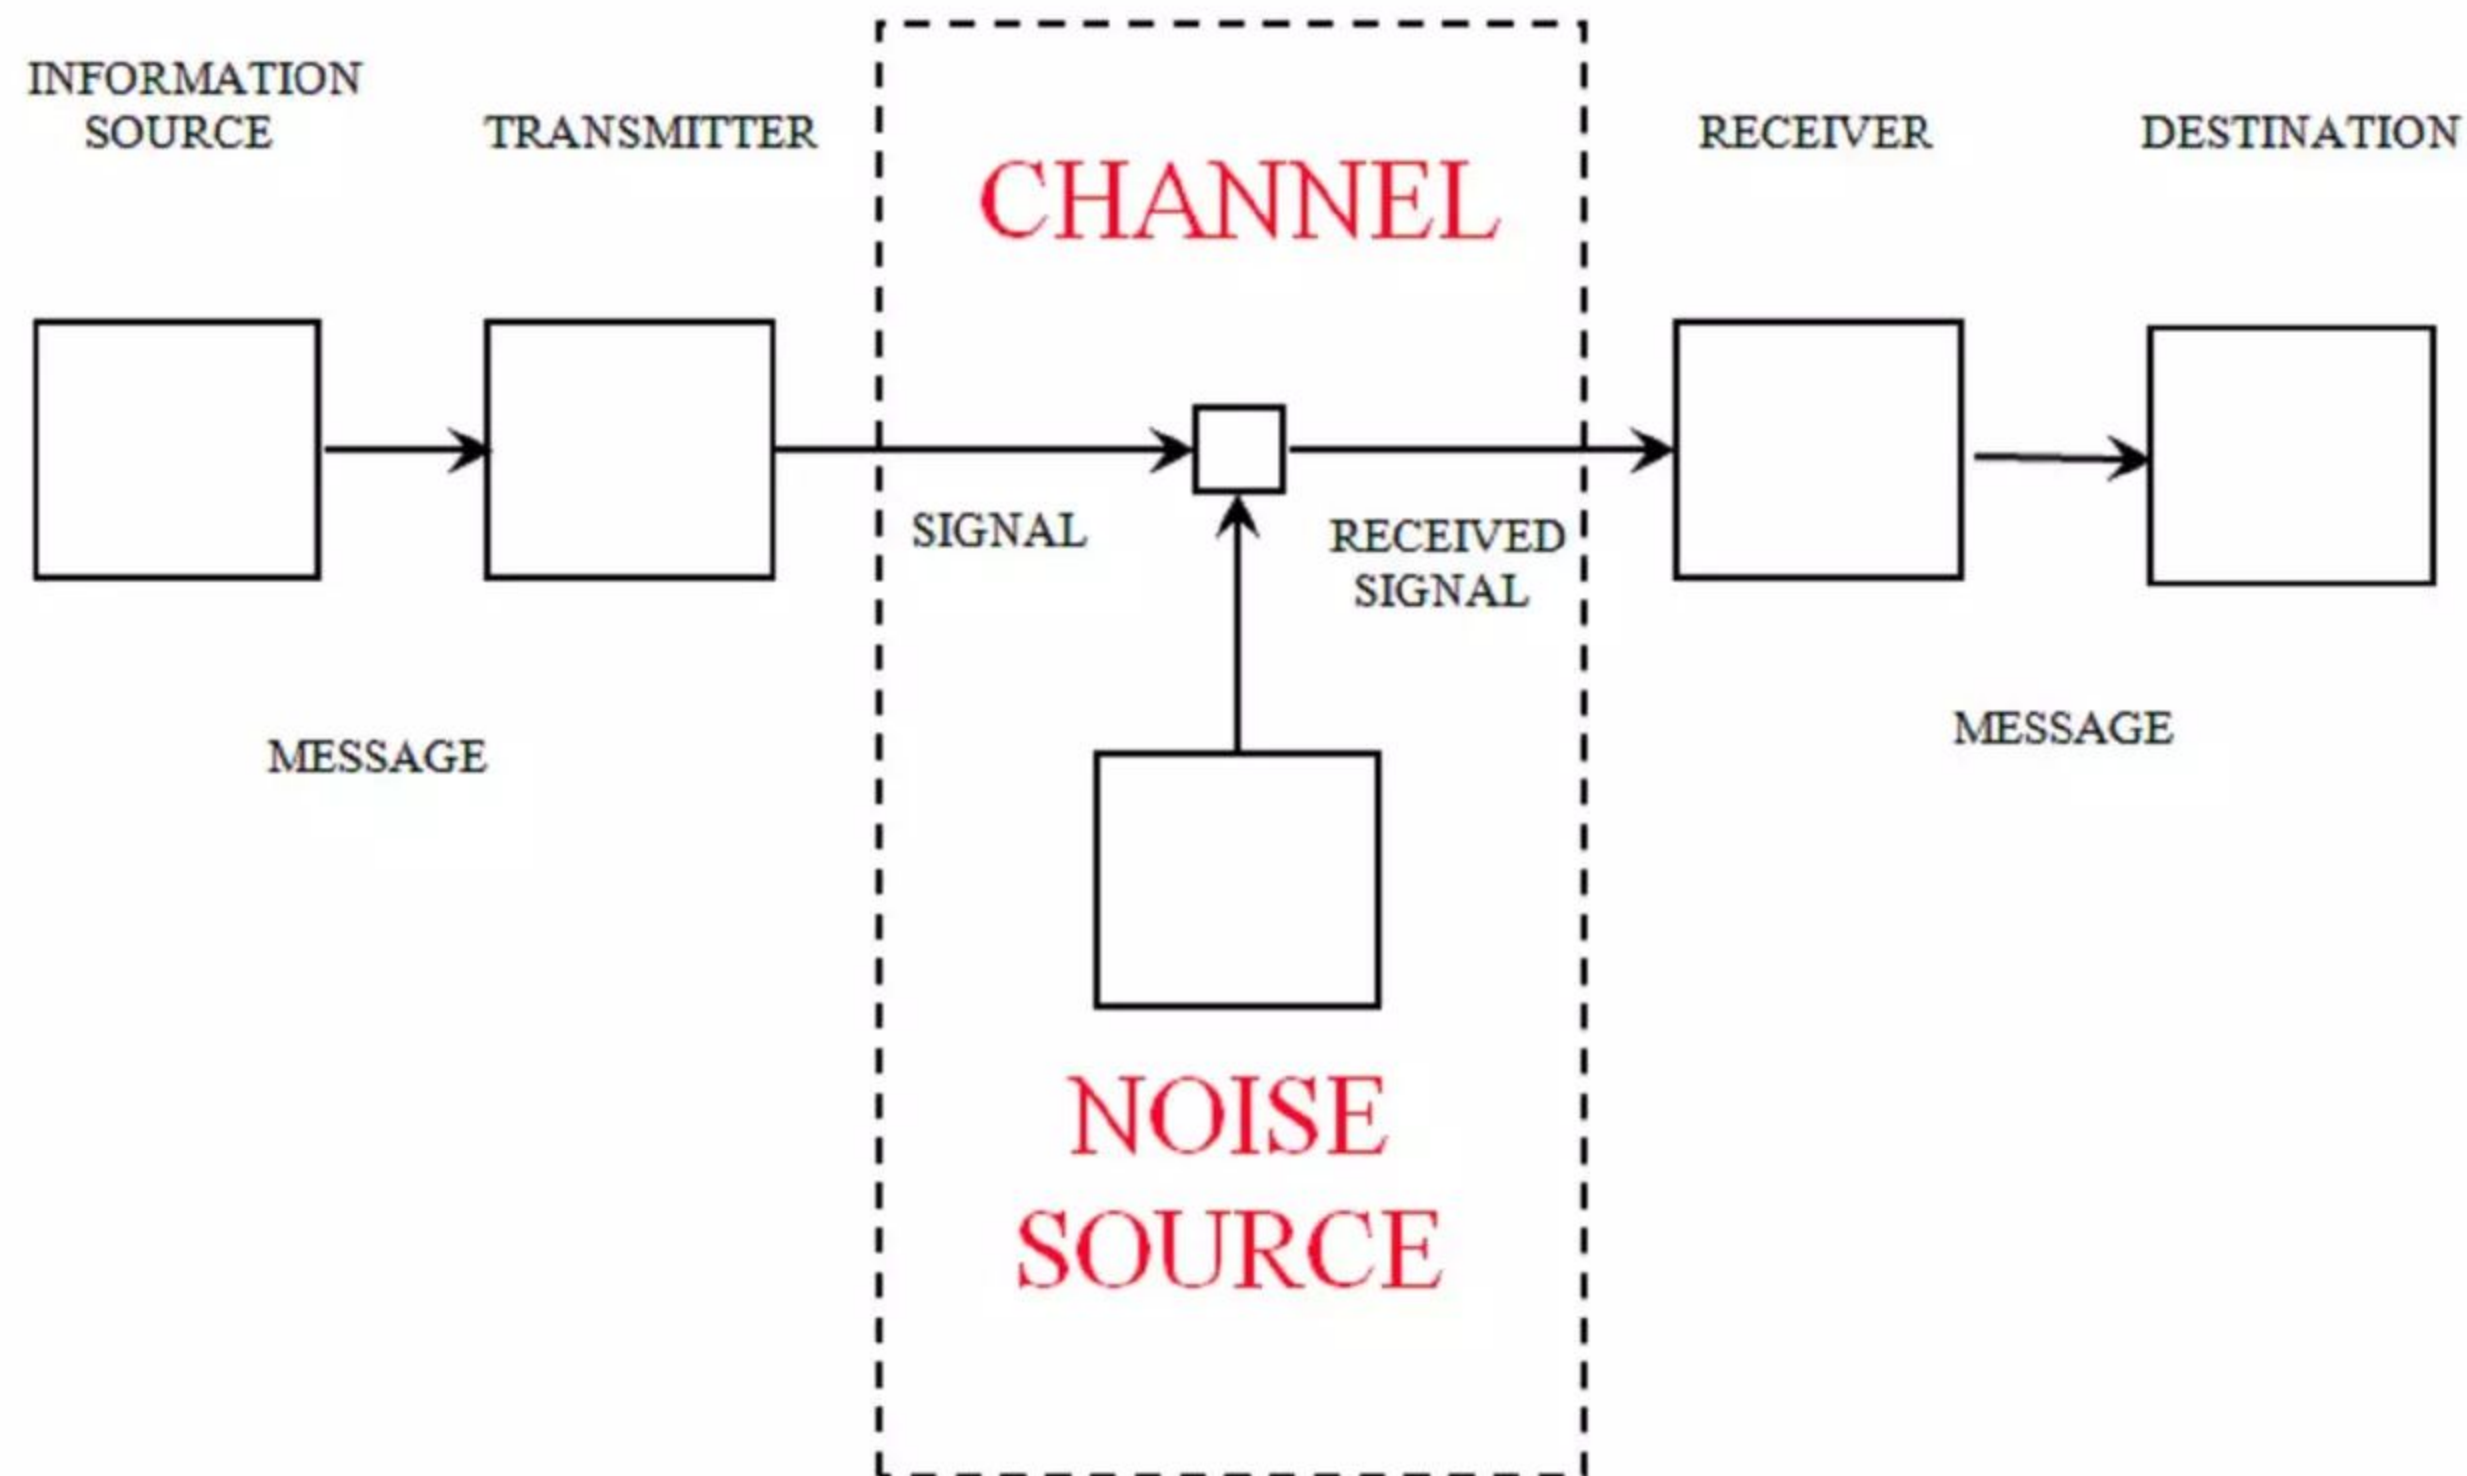 INFORMATION
SOURCE
TRANSMITTER
CHANNEL
RECEIVER
DESTINATION
SIGNAL
RECEIVED
SIGNAL
MESSAGE
MESSAGE
NOISE
SOURCE